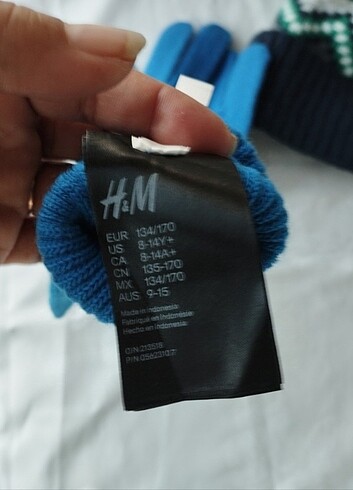 H&M
EUR 134/170
US 8-14Y+
CA 8-14A+
CN 135-170
MX 134/170
AUS 9-15
Made in Indonesia
Fabriqué en Indonésie
Hecho en Indonesia